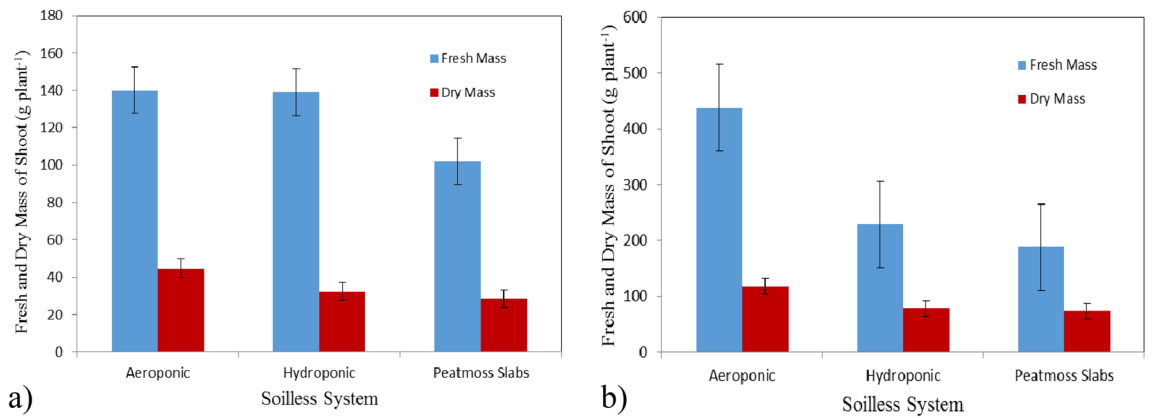 Fresh and Dry Mass of Shoot (g plant⁻¹)
180
160
140
120
100
80
60
40
20
0
Fresh Mass
Dry Mass
Aeroponic
Hydroponic
Peatmoss Slabs
Soilless System
a)
Fresh and Dry Mass of Shoot (g plant⁻¹)
600
500
400
300
200
100
0
Fresh Mass
Dry Mass
Aeroponic
Hydroponic
Peatmoss Slabs
Soilless System
b)